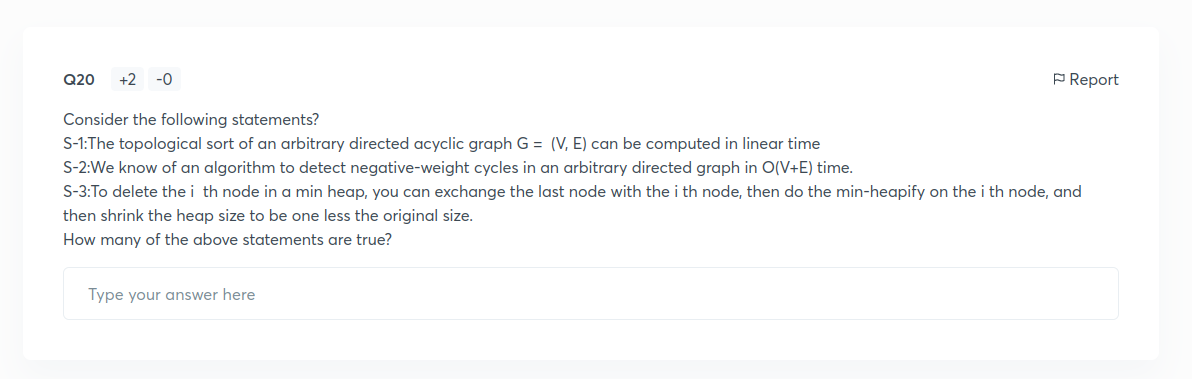 Q20 +2 -0 Report
Consider the following statements?
S-1:The topological sort of an arbitrary directed acyclic graph G = (V, E) can be computed in linear time
S-2:We know of an algorithm to detect negative-weight cycles in an arbitrary directed graph in O(V+E) time.
S-3:To delete the i th node in a min heap, you can exchange the last node with the i th node, then do the min-heapify on the i th node, and
then shrink the heap size to be one less the original size.
How many of the above statements are true?
Type your answer here